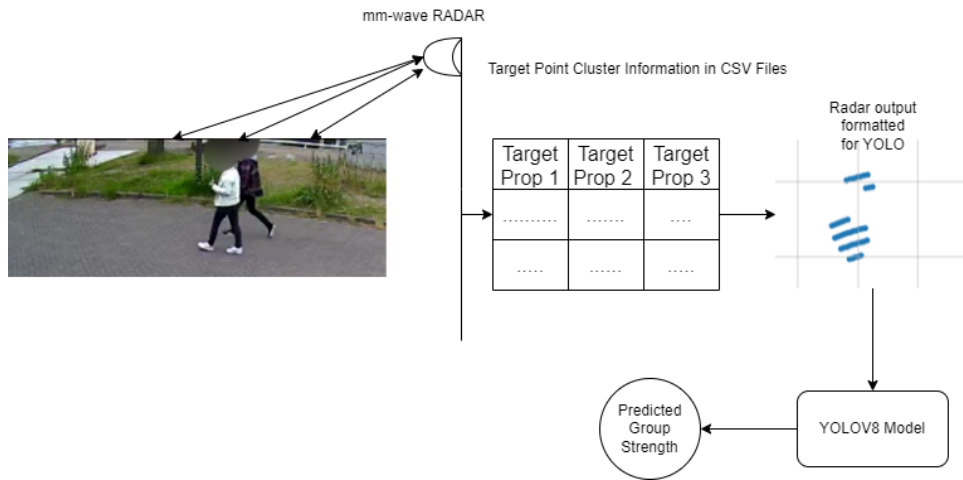 mm-wave RADAR
Target Point Cluster Information in CSV Files
Target Prop 1
Target Prop 2
Target Prop 3
..........
.......
....
.....
......
.....
Radar output
formatted
for YOLO
YOLOV8 Model
Predicted
Group
Strength